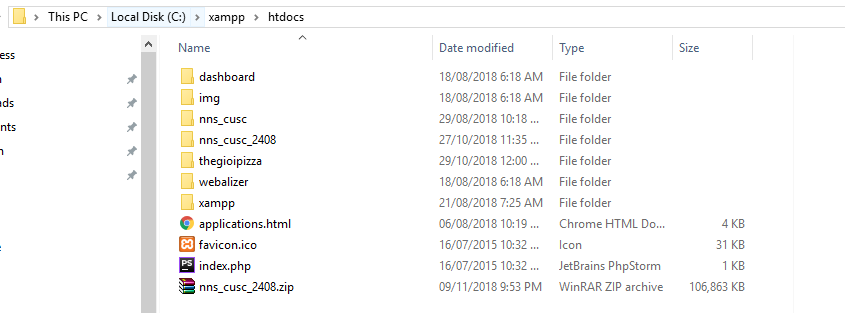 This PC > Local Disk (C:) > xampp > htdocs
Name Date modified Type Size
ess
dashboard 18/08/2018 6:18 AM File folder
img 18/08/2018 6:18 AM File folder
nds nns_cusc 29/08/2018 10:18 ... File folder
ents nns_cusc_2408 27/10/2018 11:35 ... File folder
thegioipizza 29/10/2018 12:00 ... File folder
webalizer 18/08/2018 6:18 AM File folder
xampp 21/08/2018 7:25 AM File folder
applications.html 06/08/2018 10:19 ... Chrome HTML Do... 4 KB
favicon.ico 16/07/2015 10:32 ... Icon 31 KB
PS index.php 16/07/2015 10:32 ... JetBrains PhpStorm 1 KB
nns_cusc_2408.zip 09/11/2018 9:53 PM WinRAR ZIP archive 106,863 KB